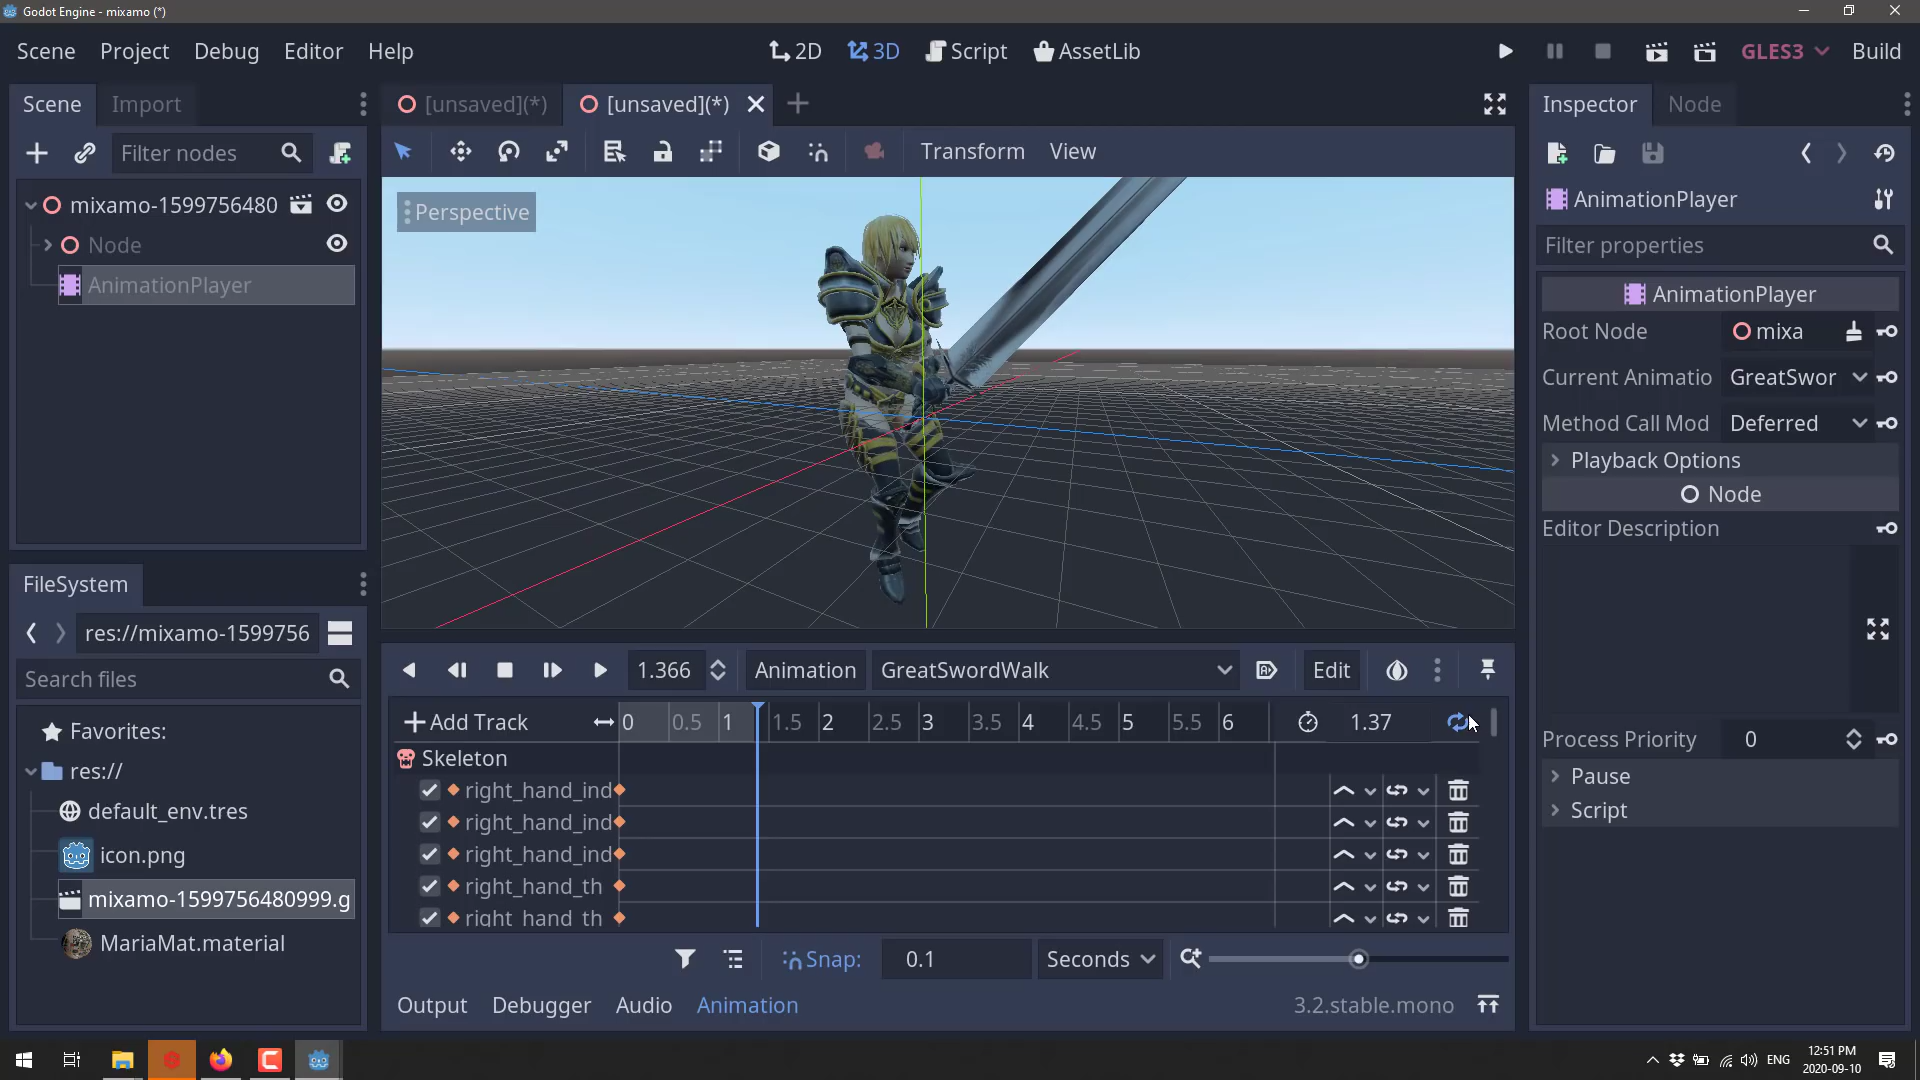 Godot Engine - mixamo (*)
Scene Project Debug Editor Help
2D 3D Script AssetLib
GLES3 Build
Scene Import
Filter nodes
mixamo-1599756480
Node
AnimationPlayer
FileSystem
res://mixamo-1599756
Search files
Favorites:
res://
default_env.tres
icon.png
mixamo-1599756480999.g
MariaMat.material
[unsaved](*) [unsaved](*)
Transform View
Perspective
1.366 Animation GreatSwordWalk Edit
Add Track 0 0.5 1 1.5 2 2.5 3 3.5 4 4.5 5 5.5 6 1.37
Skeleton
right_hand_ind
right_hand_ind
right_hand_ind
right_hand_th
right_hand_th
Snap: 0.1 Seconds
Output Debugger Audio Animation 3.2.stable.mono
Inspector Node
AnimationPlayer
Filter properties
AnimationPlayer
Root Node mixa
Current Animatio GreatSwor
Method Call Mod Deferred
Playback Options
Node
Editor Description
Process Priority 0
Pause
Script
ENG
12:51 PM
2020-09-10